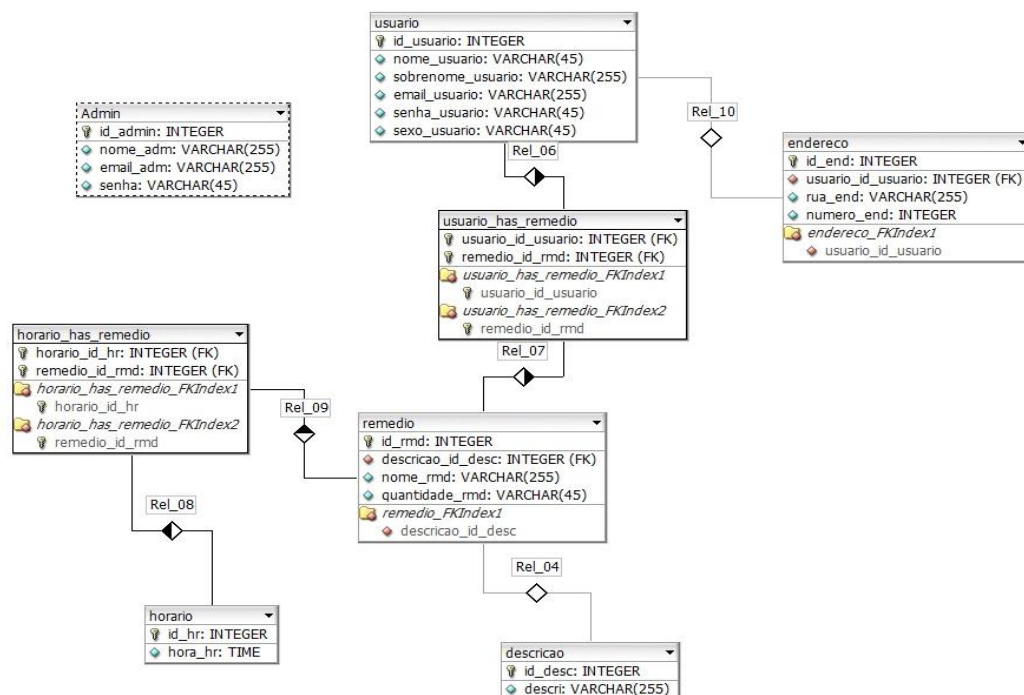 usuario
id_usuario: INTEGER
nome_usuario: VARCHAR(45)
sobrenome_usuario: VARCHAR(255)
email_usuario: VARCHAR(255)
senha_usuario: VARCHAR(45)
sexo_usuario: VARCHAR(45)
Admin
id_admin: INTEGER
nome_adm: VARCHAR(255)
email_adm: VARCHAR(255)
senha: VARCHAR(45)
Rel_10
Rel_06
endereco
id_end: INTEGER
usuario_id_usuario: INTEGER (FK)
rua_end: VARCHAR(255)
numero_end: INTEGER
endereco_FKIndex1
usuario_id_usuario
usuario_has_remedio
usuario_id_usuario: INTEGER (FK)
remedio_id_rmd: INTEGER (FK)
usuario_has_remedio_FKIndex1
usuario_id_usuario
usuario_has_remedio_FKIndex2
remedio_id_rmd
Rel_07
horario_has_remedio
horario_id_hr: INTEGER (FK)
remedio_id_rmd: INTEGER (FK)
horario_has_remedio_FKIndex1
horario_id_hr
horario_has_remedio_FKIndex2
remedio_id_rmd
Rel_09
remedio
id_rmd: INTEGER
descricao_id_desc: INTEGER (FK)
nome_rmd: VARCHAR(255)
quantidade_rmd: VARCHAR(45)
remedio_FKIndex1
descricao_id_desc
Rel_08
Rel_04
horario
id_hr: INTEGER
hora_hr: TIME
descricao
id_desc: INTEGER
descri: VARCHAR(255)